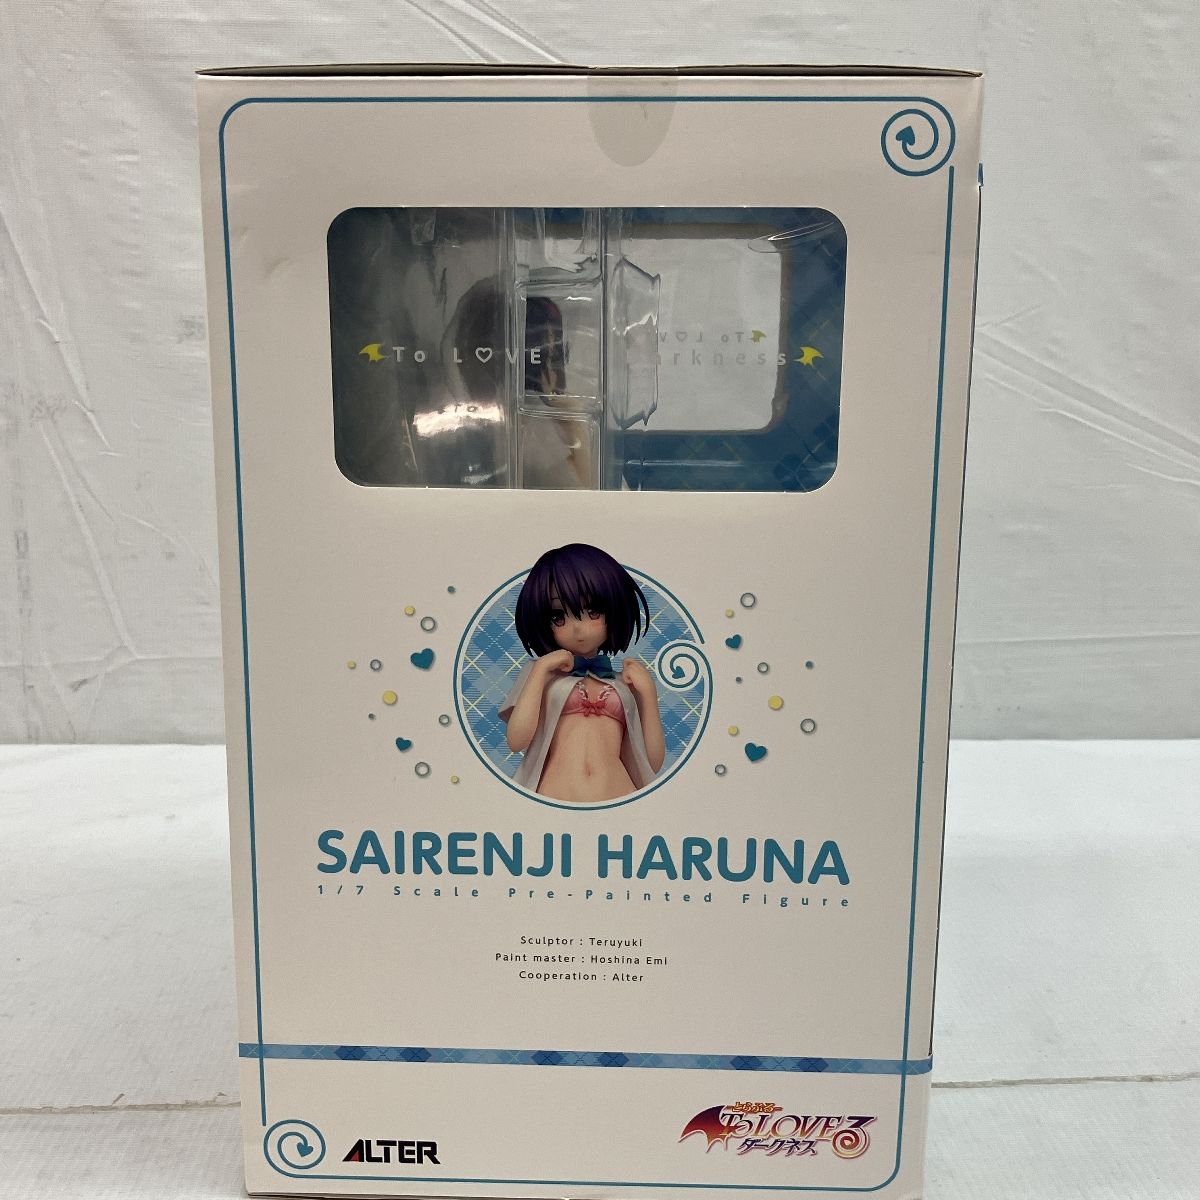 To L♡VE
arkness
To L♡V
SAIRENJI HARUNA
1/7 Scale Pre-Painted Figure
Sculptor : Teruyuki
Paint master : Hoshina Emi
Cooperation : Alter
ALTER
とらぶる
To LOVEる
ダークネス